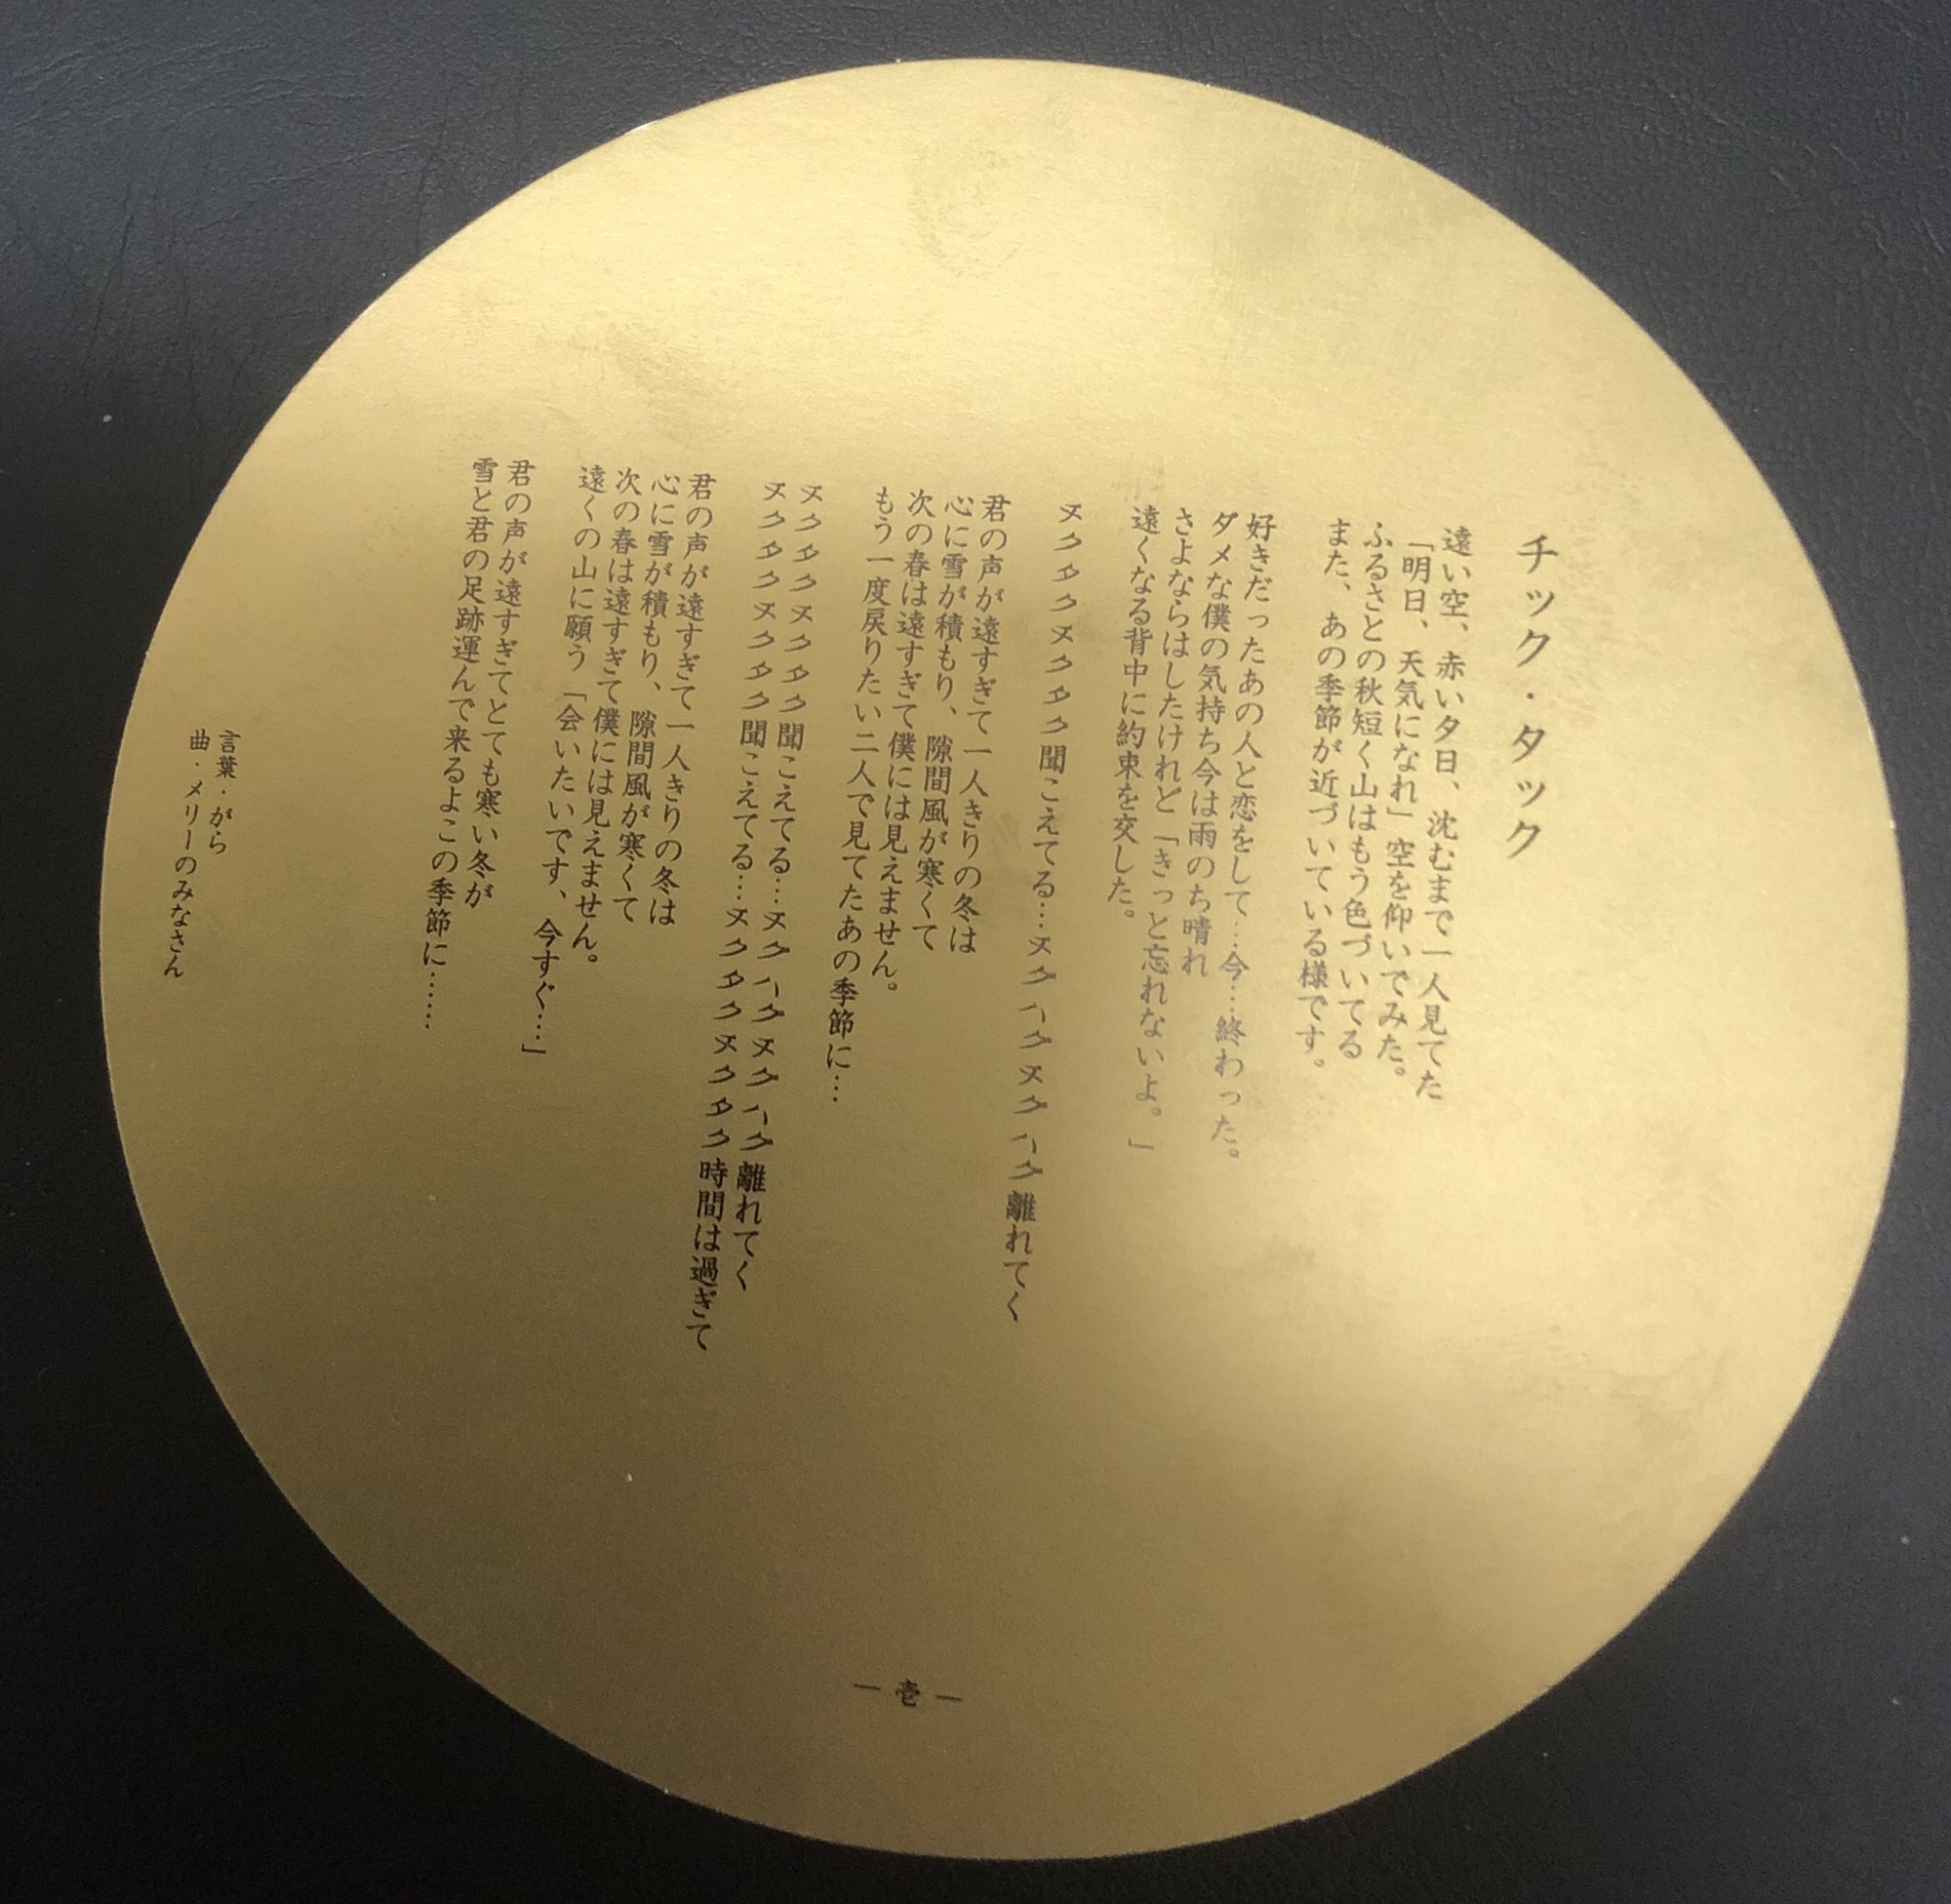 チック・タック
遠い空、赤い夕日、沈むまで一人見てた
「明日、天気になれ」空を仰いでみた。
ふるさとの秋短く山はもう色づいてる
また、あの季節が近づいている様です。
好きだったあの人と恋をして…今…終わった。
ダメな僕の気持ち今は雨のち晴れ
さよならはしたけれど「きっと忘れないよ。」
遠くなる背中に約束を交した。
ヌクタクヌクタク聞こえてる…ヌクハクヌクハク離れてく
君の声が遠すぎて一人きりの冬は
心に雪が積もり、隙間風が寒くて
次の春は遠すぎて僕には見えません。
もう一度戻りたい二人で見てたあの季節に…
ヌクタクヌクタク聞こえてる…ヌクハクヌクハク離れてく
ヌクタクヌクタク聞こえてる…ヌクタクヌクタク時間は過ぎて
君の声が遠すぎて一人きりの冬は
心に雪が積もり、隙間風が寒くて
次の春は遠すぎて僕には見えません。
遠くの山に願う「会いたいです、今すぐ…」
君の声が遠すぎてとても寒い冬が
雪と君の足跡運んで来るよこの季節に……
言葉・がら
曲・メリーのみなさん
― 壱 ―